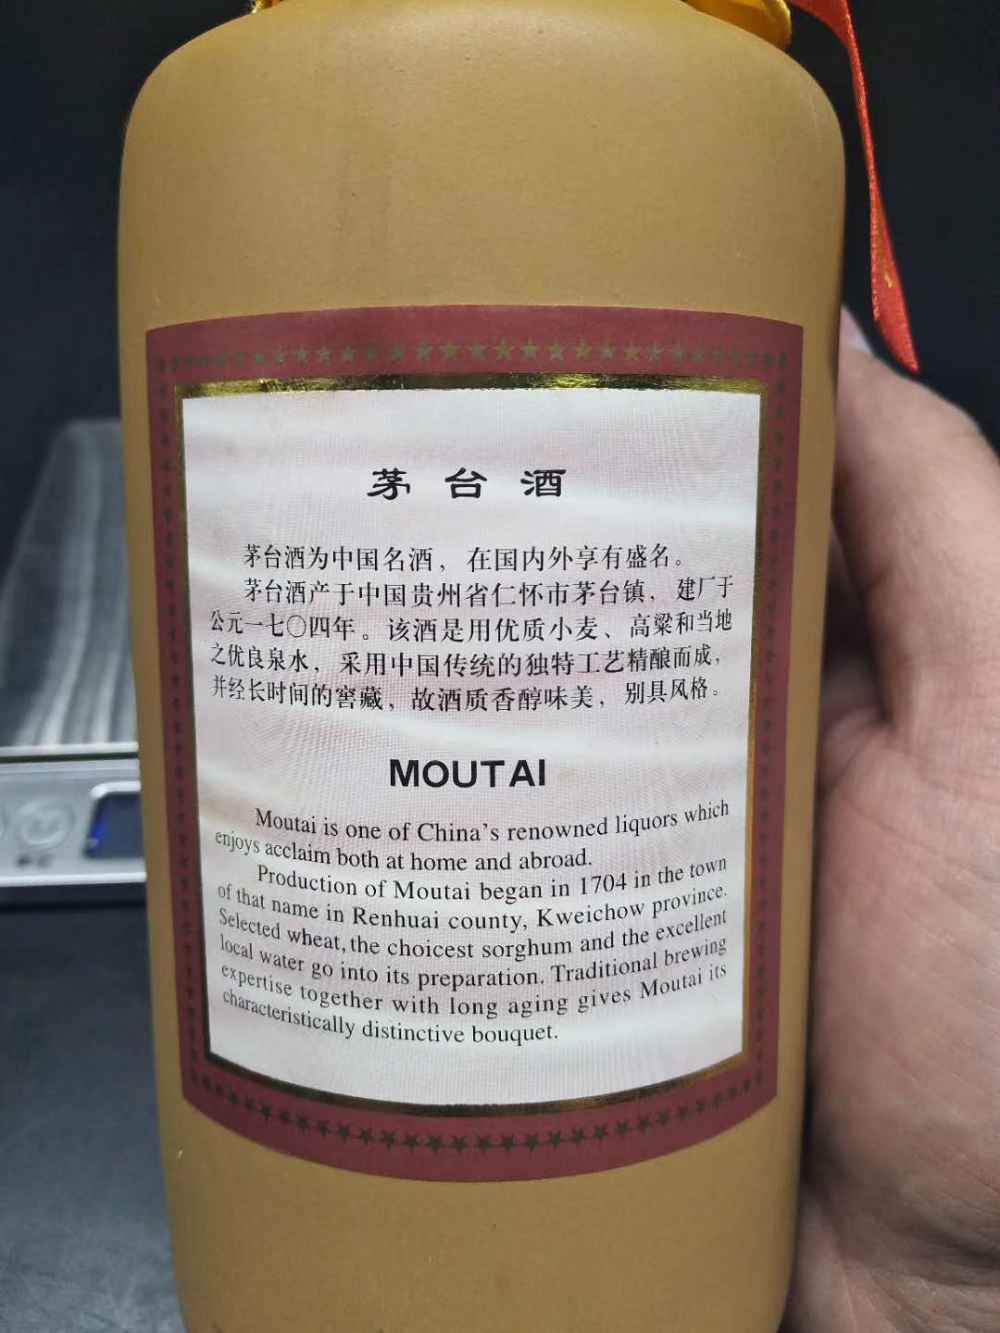 茅台酒
茅台酒为中国名酒，在国内外享有盛名。
茅台酒产于中国贵州省仁怀市茅台镇，建厂于
公元一七〇四年。该酒是用优质小麦、高粱和当地
之优良泉水，采用中国传统的独特工艺精酿而成，
并经长时间的窖藏，故酒质香醇味美，别具风格。
MOUTAI
Moutai is one of China's renowned liquors which
enjoys acclaim both at home and abroad.
Production of Moutai began in 1704 in the town
of that name in Renhuai county, Kweichow province.
Selected wheat, the choicest sorghum and the excellent
local water go into its preparation. Traditional brewing
expertise together with long aging gives Moutai its
characteristically distinctive bouquet.